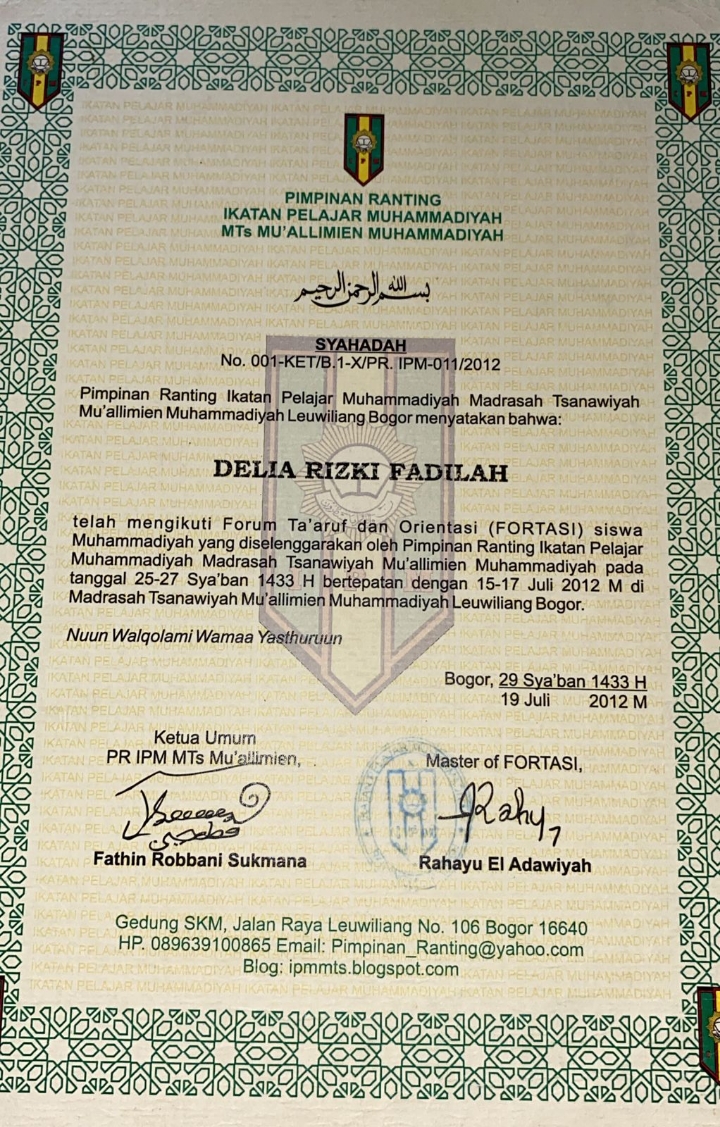 PIMPINAN RANTING
IKATAN PELAJAR MUHAMMADIYAH
MTs MU'ALLIMIEN MUHAMMADIYAH
بسم الله الرحمن الرحيم
SYAHADAH
No. 001-KET/B.1-X/PR. IPM-011/2012
Pimpinan Ranting Ikatan Pelajar Muhammadiyah Madrasah Tsanawiyah
Mu'allimien Muhammadiyah Leuwiliang Bogor menyatakan bahwa:
DELIA RIZKI FADILAH
telah mengikuti Forum Ta'aruf dan Orientasi (FORTASI) siswa
Muhammadiyah yang diselenggarakan oleh Pimpinan Ranting Ikatan Pelajar
Muhammadiyah Madrasah Tsanawiyah Mu'allimien Muhammadiyah pada
tanggal 25-27 Sya'ban 1433 H bertepatan dengan 15-17 Juli 2012 M di
Madrasah Tsanawiyah Mu'allimien Muhammadiyah Leuwiliang Bogor.
Nuun Walqolami Wamaa Yasthuruun
Bogor, 29 Sya'ban 1433 H
19 Juli 2012 M
Ketua Umum
PR IPM MTs Mu'allimien,
Master of FORTASI,
Rahy
Fathin Robbani Sukmana
Rahayu El Adawiyah
Gedung SKM, Jalan Raya Leuwiliang No. 106 Bogor 16640
HP. 089639100865 Email: Pimpinan_Ranting@yahoo.com
Blog: ipmmts.blogspot.com